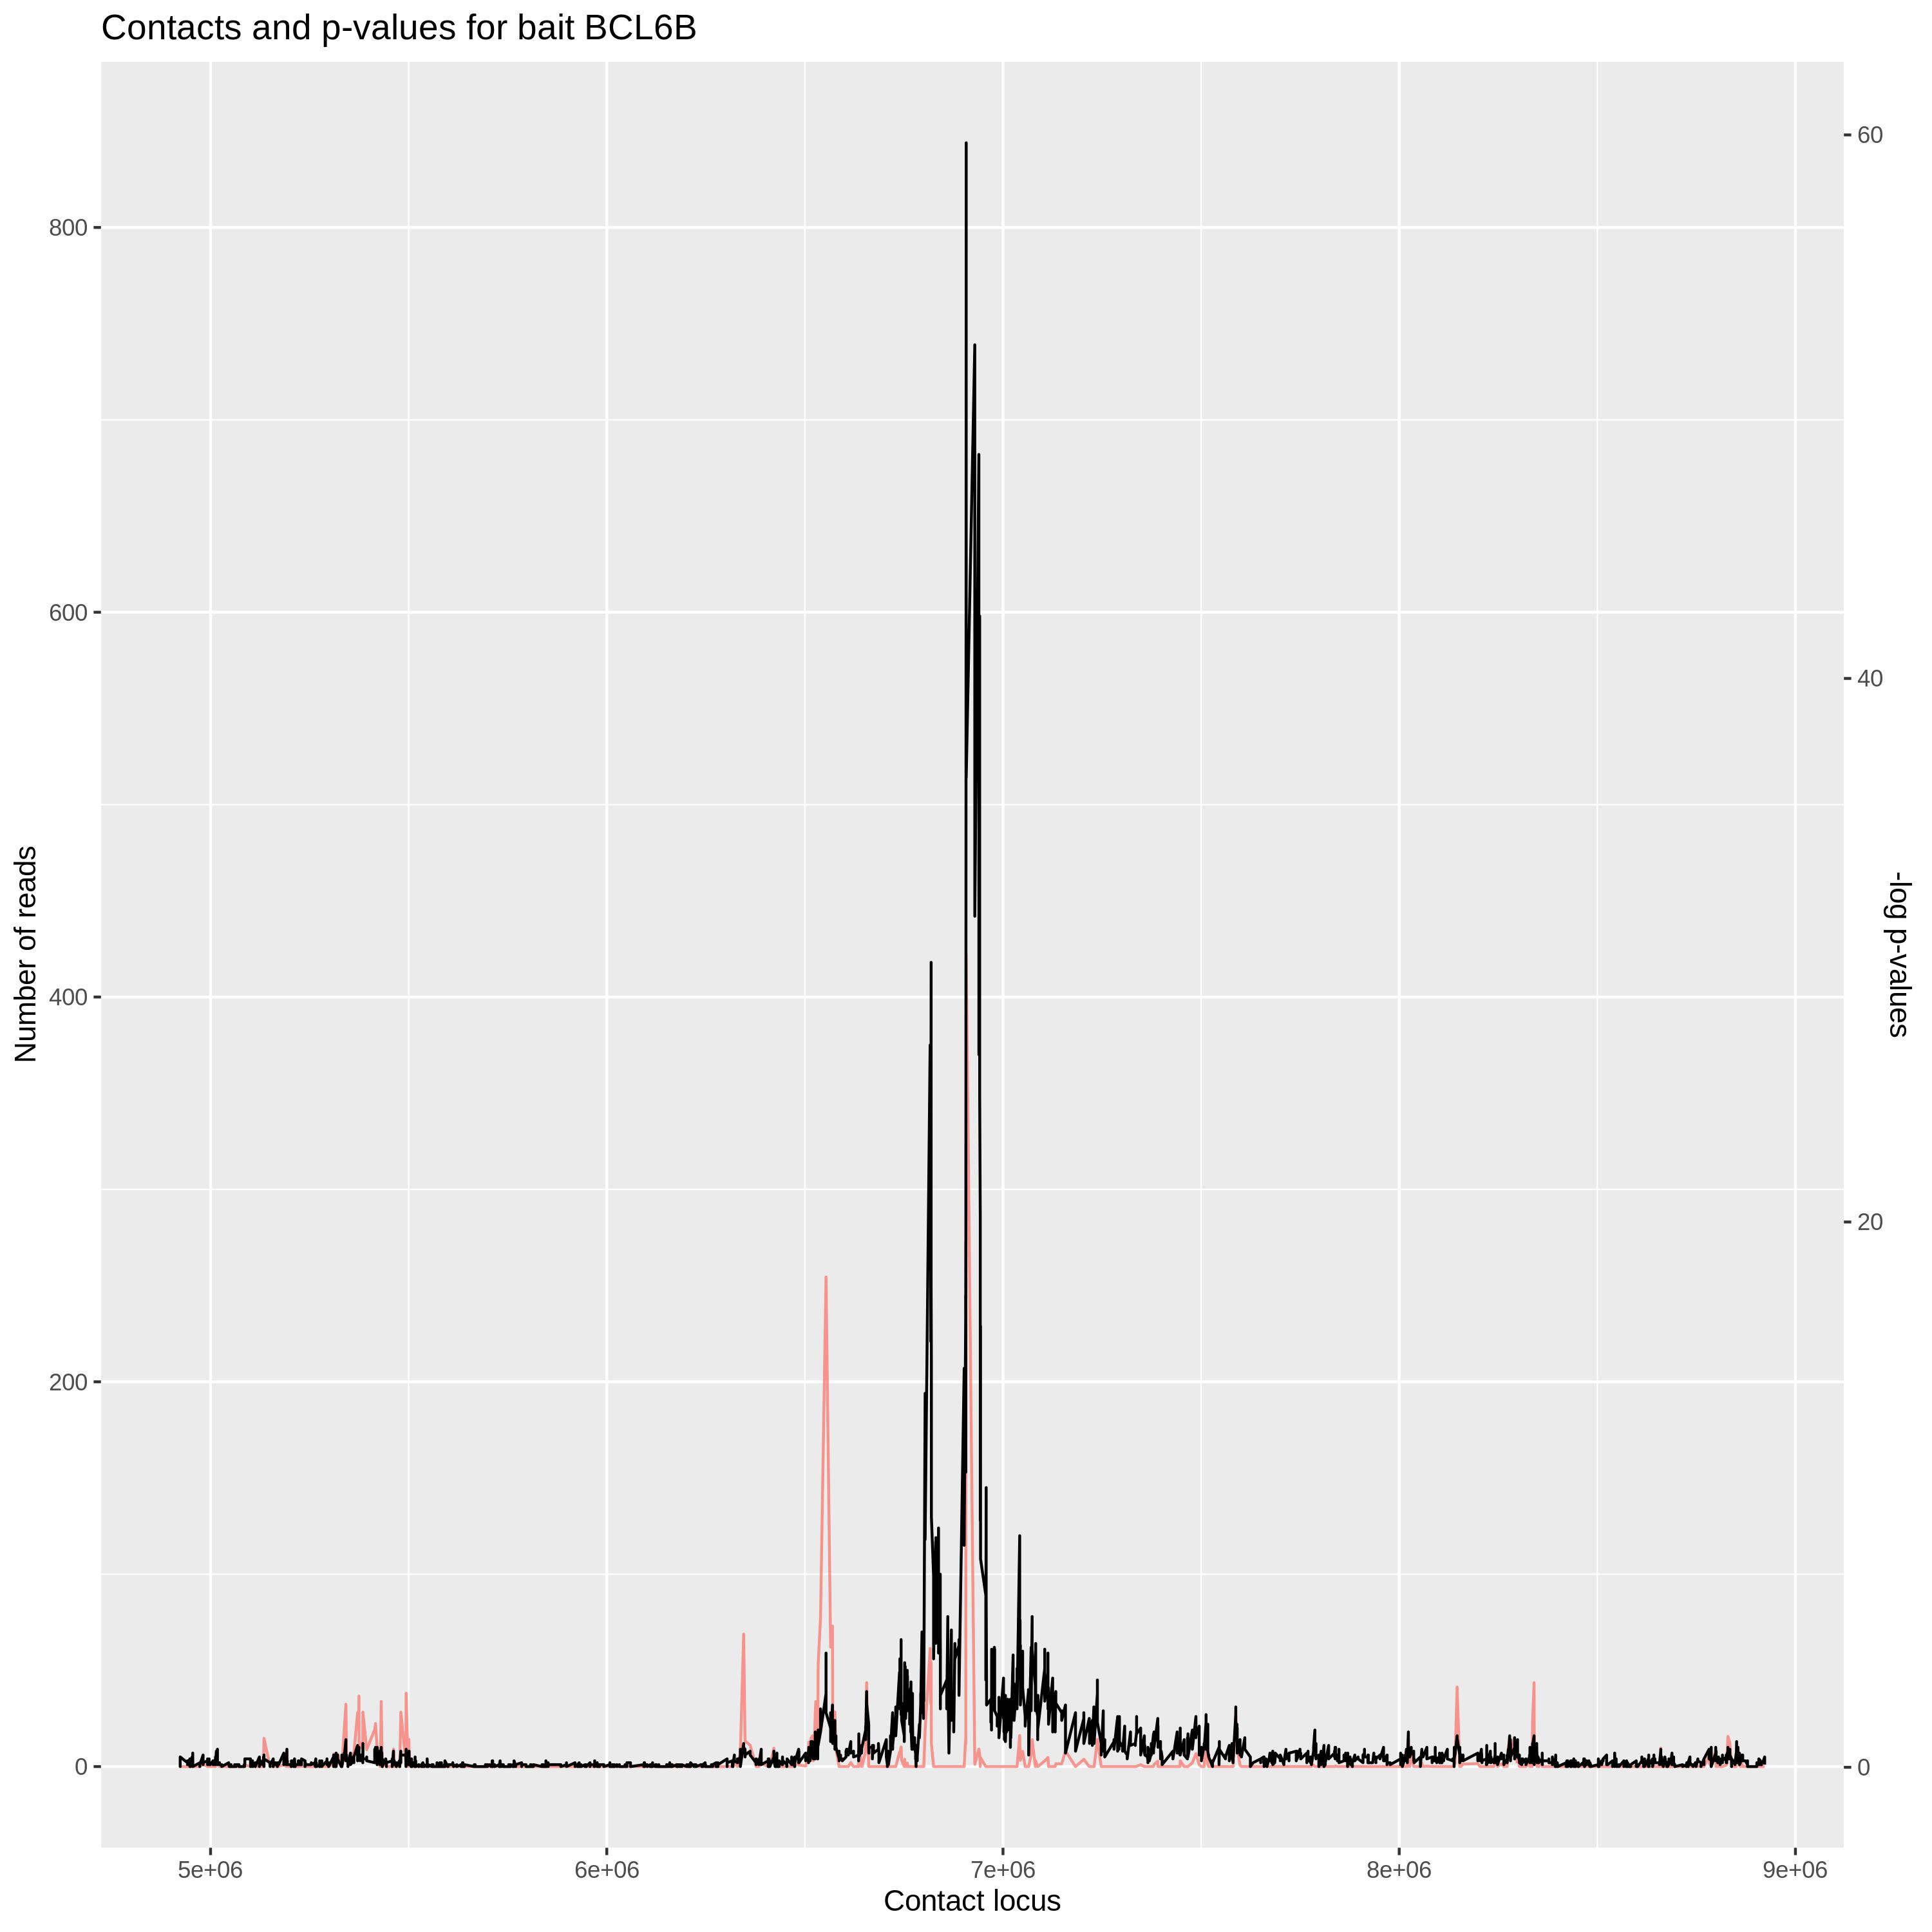 Contacts and p-values for bait BCL6B
800
600
400
200
0
60
40
20
0
Number of reads
-log p-values
5e+06
6e+06
7e+06
8e+06
9e+06
Contact locus